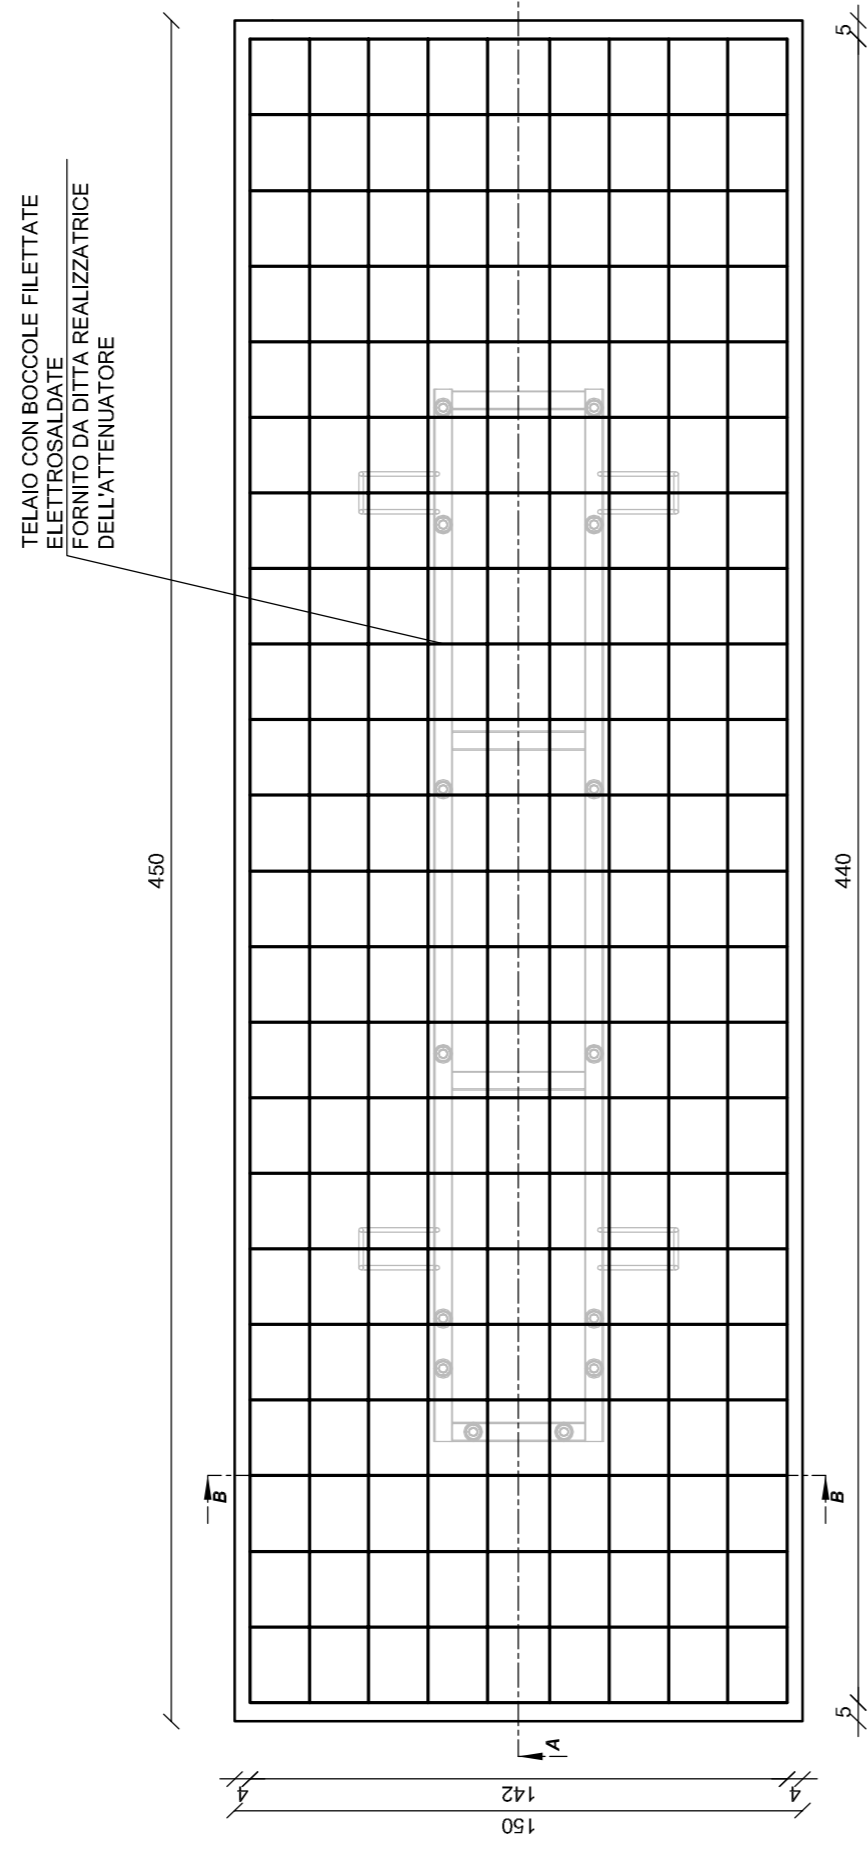 TELAIO CON BOCCOLE FILETTATE
ELETTROSALDATE
FORNITO DA DITTA REALIZZATRICE
DELL'ATTENUATORE
450
5
440
5
B
B
A
4
142
4
150